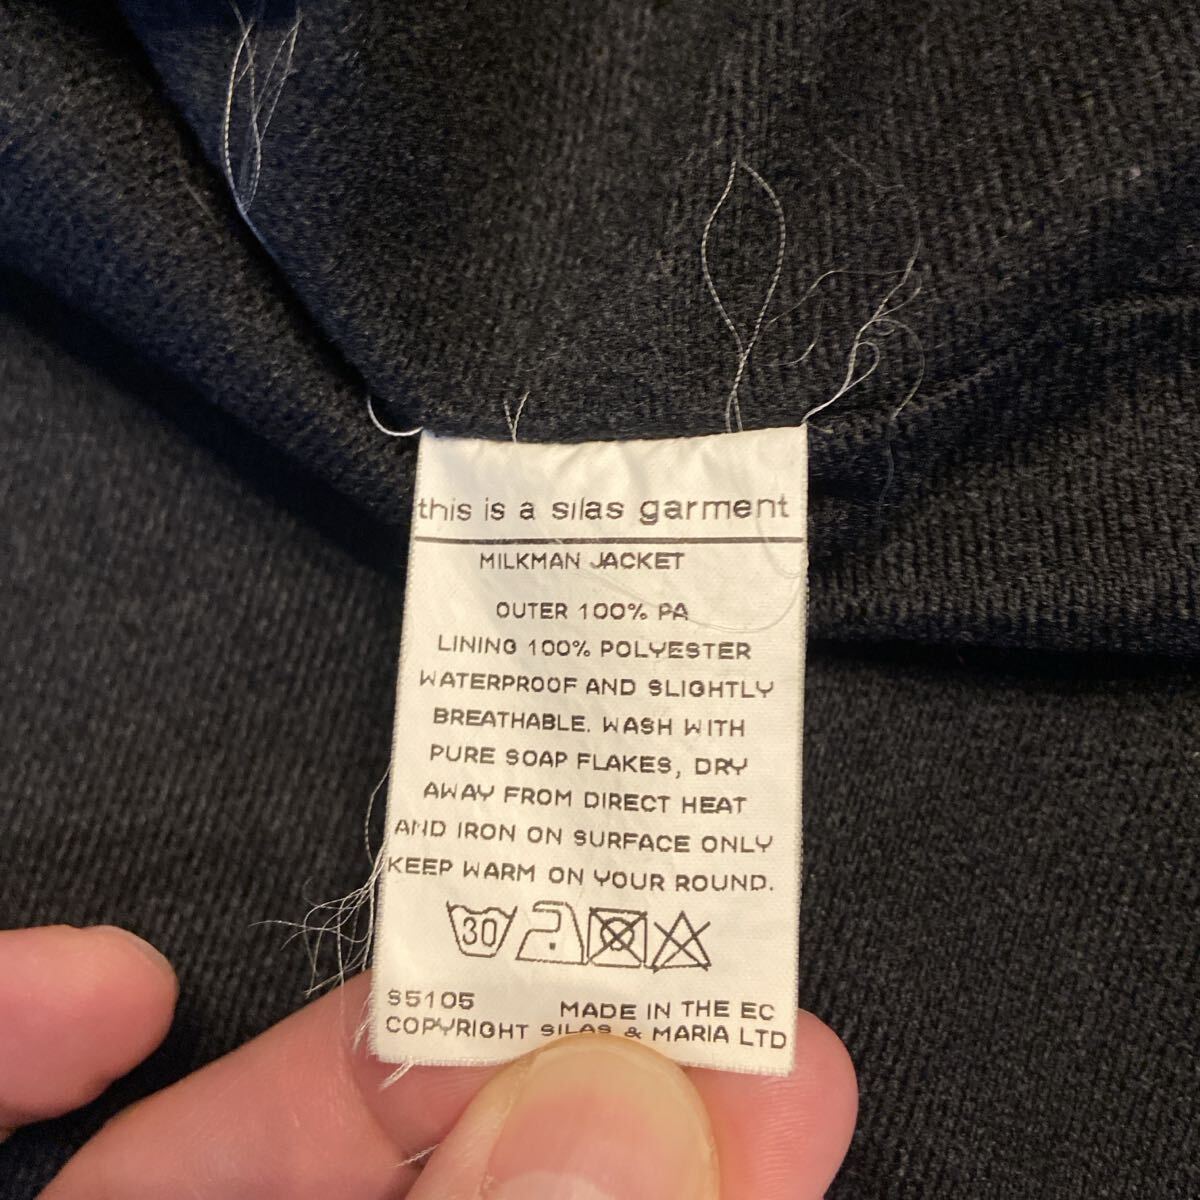 this is a silas garment
MILKMAN JACKET
OUTER 100% PA
LINING 100% POLYESTER
WATERPROOF AND SLIGHTLY
BREATHABLE. WASH WITH
PURE SOAP FLAKES, DRY
AWAY FROM DIRECT HEAT
AND IRON ON SURFACE ONLY
KEEP WARM ON YOUR ROUND.
30
S5105 MADE IN THE EC
COPYRIGHT SILAS & MARIA LTD